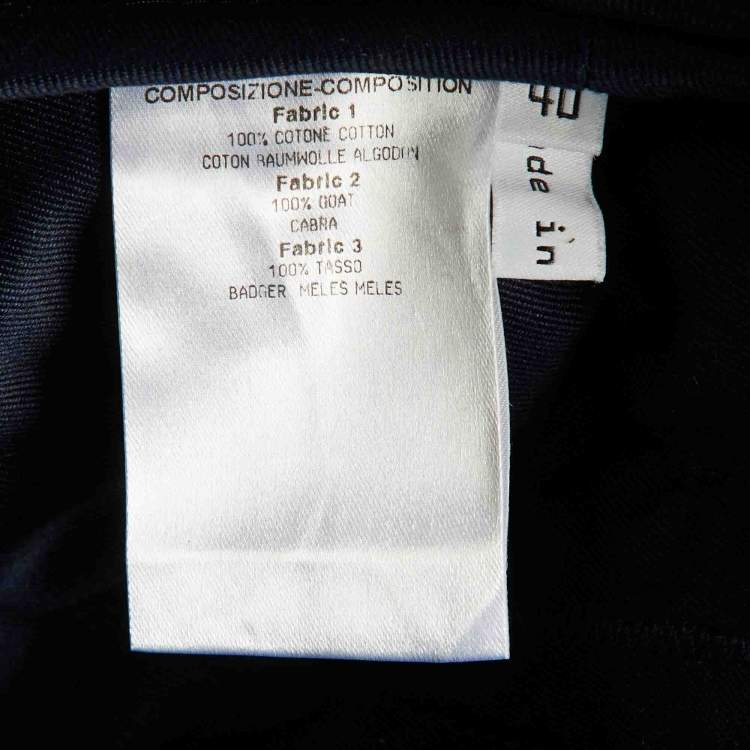 COMPOSIZIONE-COMPOSITION
Fabric 1
100% COTONE COTTON
COTON BAUMWOLLE ALGODON
Fabric 2
100% GOAT
CABRA
Fabric 3
100% TASSO
BADGER MELES MELES
40
de in